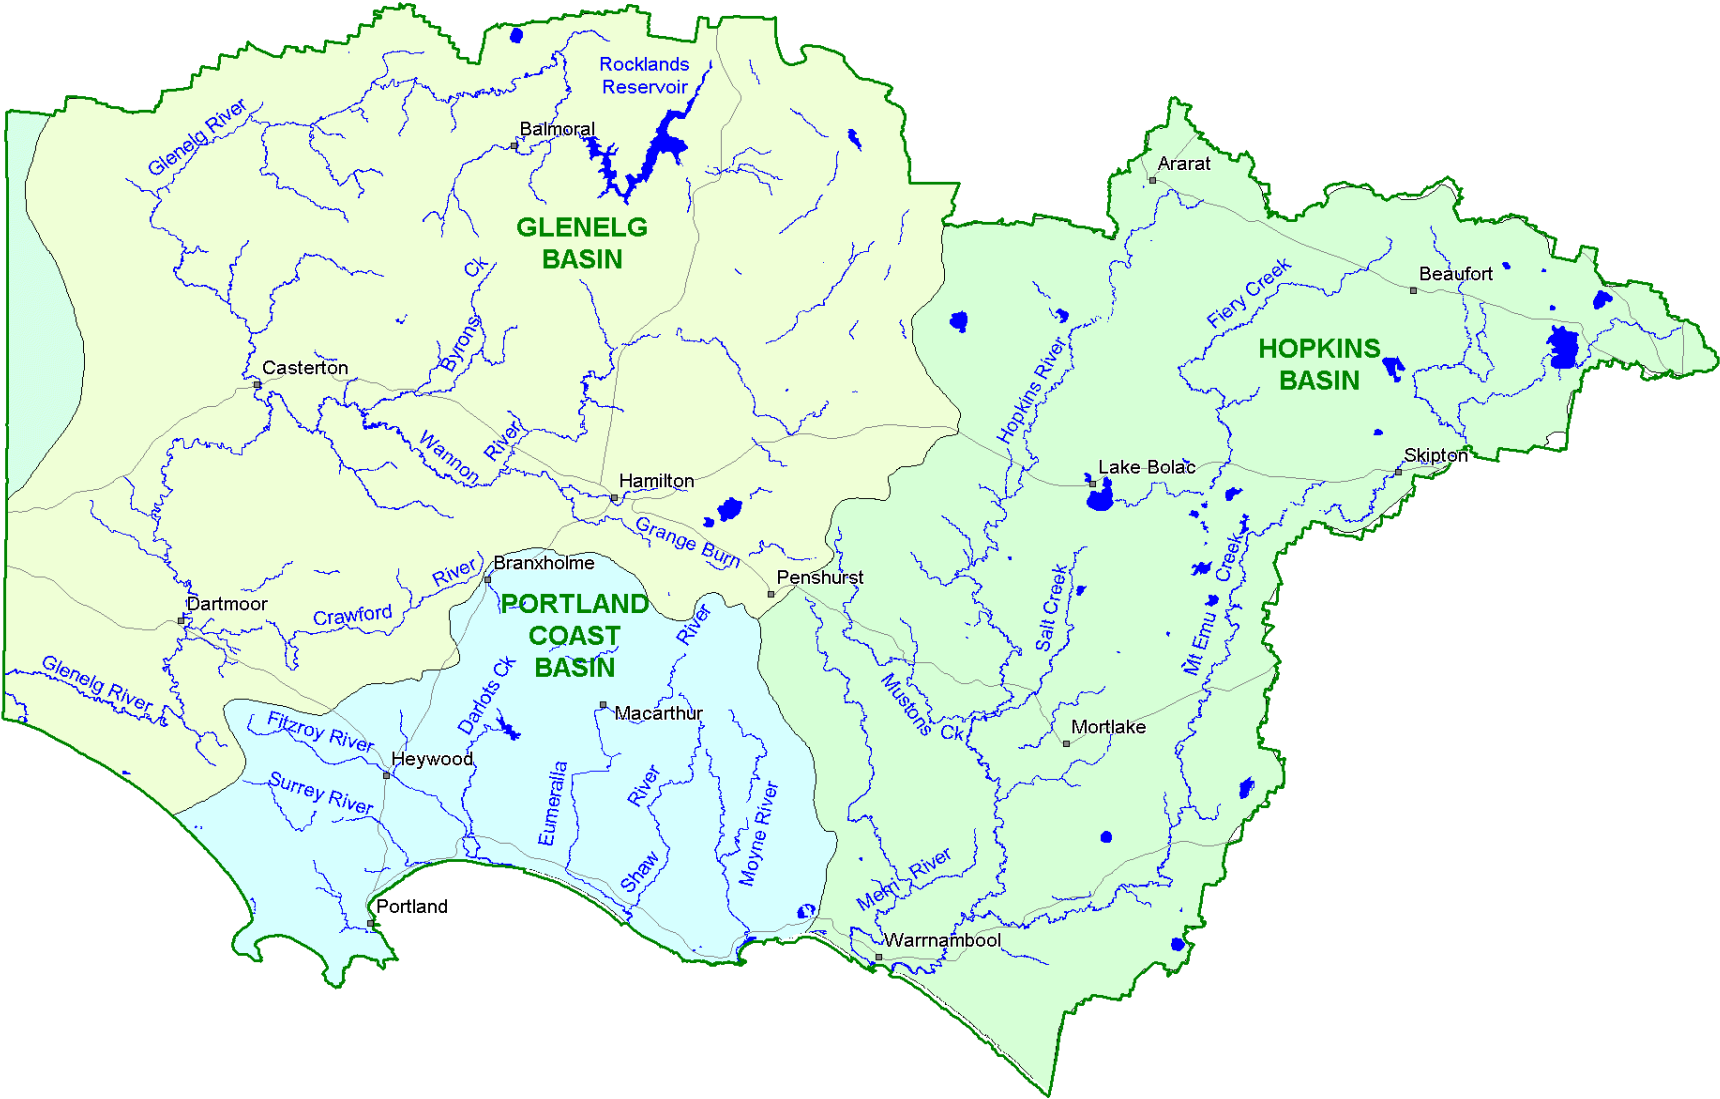 Rocklands
Reservoir
Glenelg River
Balmoral
Ararat
GLENELG
BASIN
Ck
Byrons
Beaufort
Fiery Creek
HOPKINS
BASIN
Casterton
Hopkins River
Wannon
River
Skipton
Lake Bolac
Hamilton
Grange Burn
Branxholme
River
Crawford
Penshurst
Dartmoor
PORTLAND
COAST
BASIN
River
Salt Creek
Mt Emu Creek
Glenelg River
Darlots Ck
Mustons
Ck
Macarthur
Mortlake
Fitzroy River
Heywood
Surrey River
Eumeralla
River
Shaw
Moyne River
Merri River
Portland
Warrnambool